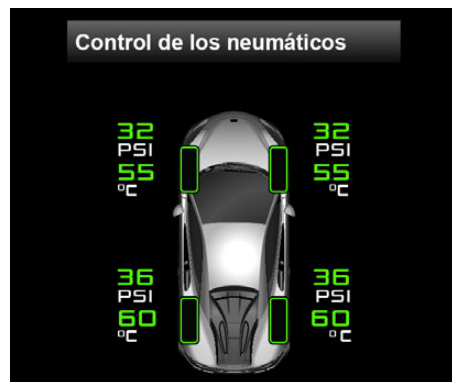 Control de los neumáticos
32 32
PSI PSI
55 55
°C °C
36 36
PSI PSI
60 60
°C °C